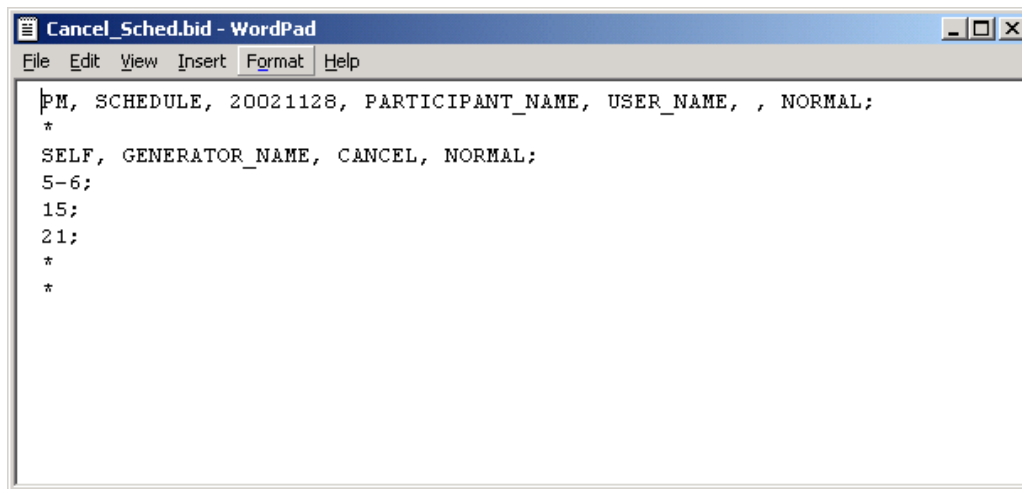 Cancel_Sched.bid - WordPad
File Edit View Insert Format Help
PM, SCHEDULE, 20021128, PARTICIPANT_NAME, USER_NAME, , NORMAL;
*
SELF, GENERATOR_NAME, CANCEL, NORMAL;
5-6;
15;
21;
*
*